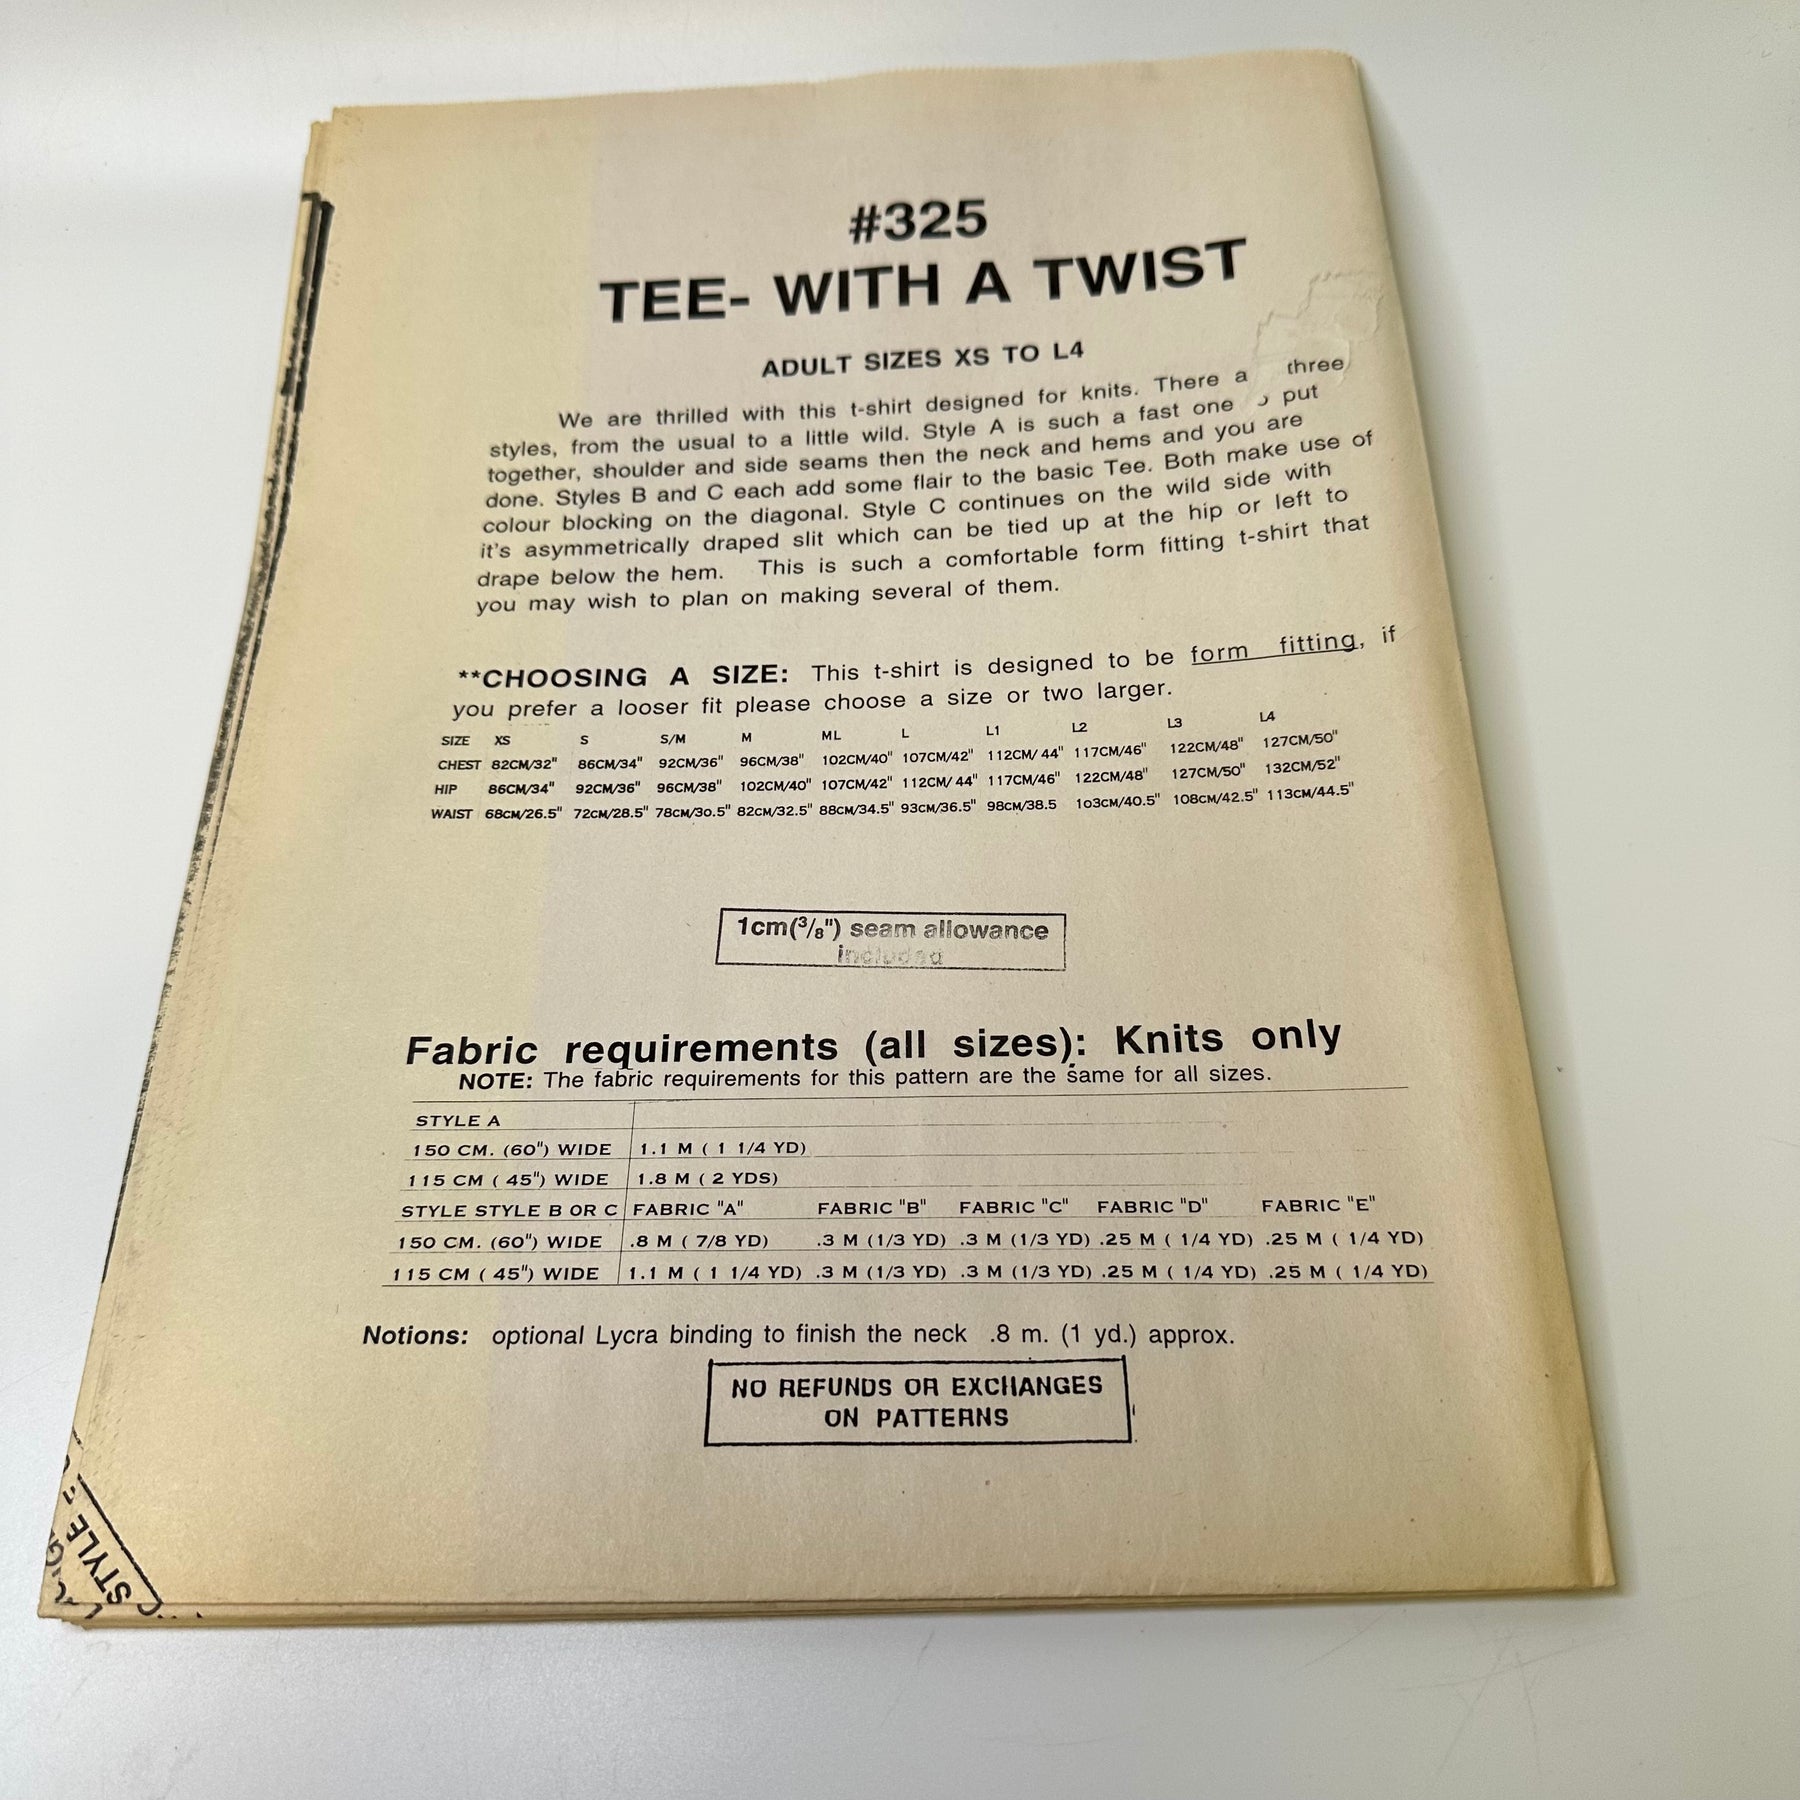 #325
TEE- WITH A TWIST
ADULT SIZES XS TO L4
We are thrilled with this t-shirt designed for knits. There a three
styles, from the usual to a little wild. Style A is such a fast one put
together, shoulder and side seams then the neck and hems and you are
done. Styles B and C each add some flair to the basic Tee. Both make use of
colour blocking on the diagonal. Style C continues on the wild side with
it's asymmetrically draped slit which can be tied up at the hip or left to
drape below the hem. This is such a comfortable form fitting t-shirt that
you may wish to plan on making several of them.
**CHOOSING A SIZE: This t-shirt is designed to be form fitting, if
you prefer a looser fit please choose a size or two larger.
SIZE XS S S/M M ML L L1 L2 L3 L4
CHEST 82CM/32" 86CM/34" 92CM/36" 96CM/38" 102CM/40" 107CM/42" 112CM/ 44" 117CM/46" 122CM/48" 127CM/50"
HIP 86CM/34" 92CM/36" 96CM/38" 102CM/40" 107CM/42" 112CM/ 44" 117CM/46" 122CM/48" 127CM/50" 132CM/52"
WAIST 68CM/26.5" 72CM/28.5" 78CM/30.5" 82CM/32.5" 88CM/34.5" 93CM/36.5" 98CM/38.5 103CM/40.5" 108CM/42.5" 113CM/44.5"
1cm(3/8") seam allowance
included
Fabric requirements (all sizes): Knits only
NOTE: The fabric requirements for this pattern are the same for all sizes.
STYLE A
150 CM. (60") WIDE 1.1 M ( 1 1/4 YD)
115 CM ( 45") WIDE 1.8 M ( 2 YDS)
STYLE STYLE B OR C FABRIC "A" FABRIC "B" FABRIC "C" FABRIC "D" FABRIC "E"
150 CM. (60") WIDE .8 M ( 7/8 YD) .3 M (1/3 YD) .3 M (1/3 YD) .25 M ( 1/4 YD) .25 M ( 1/4 YD)
115 CM ( 45") WIDE 1.1 M ( 1 1/4 YD) .3 M (1/3 YD) .3 M (1/3 YD) .25 M ( 1/4 YD) .25 M ( 1/4 YD)
Notions: optional Lycra binding to finish the neck .8 m. (1 yd.) approx.
NO REFUNDS OR EXCHANGES
ON PATTERNS
STYLE
STYLE